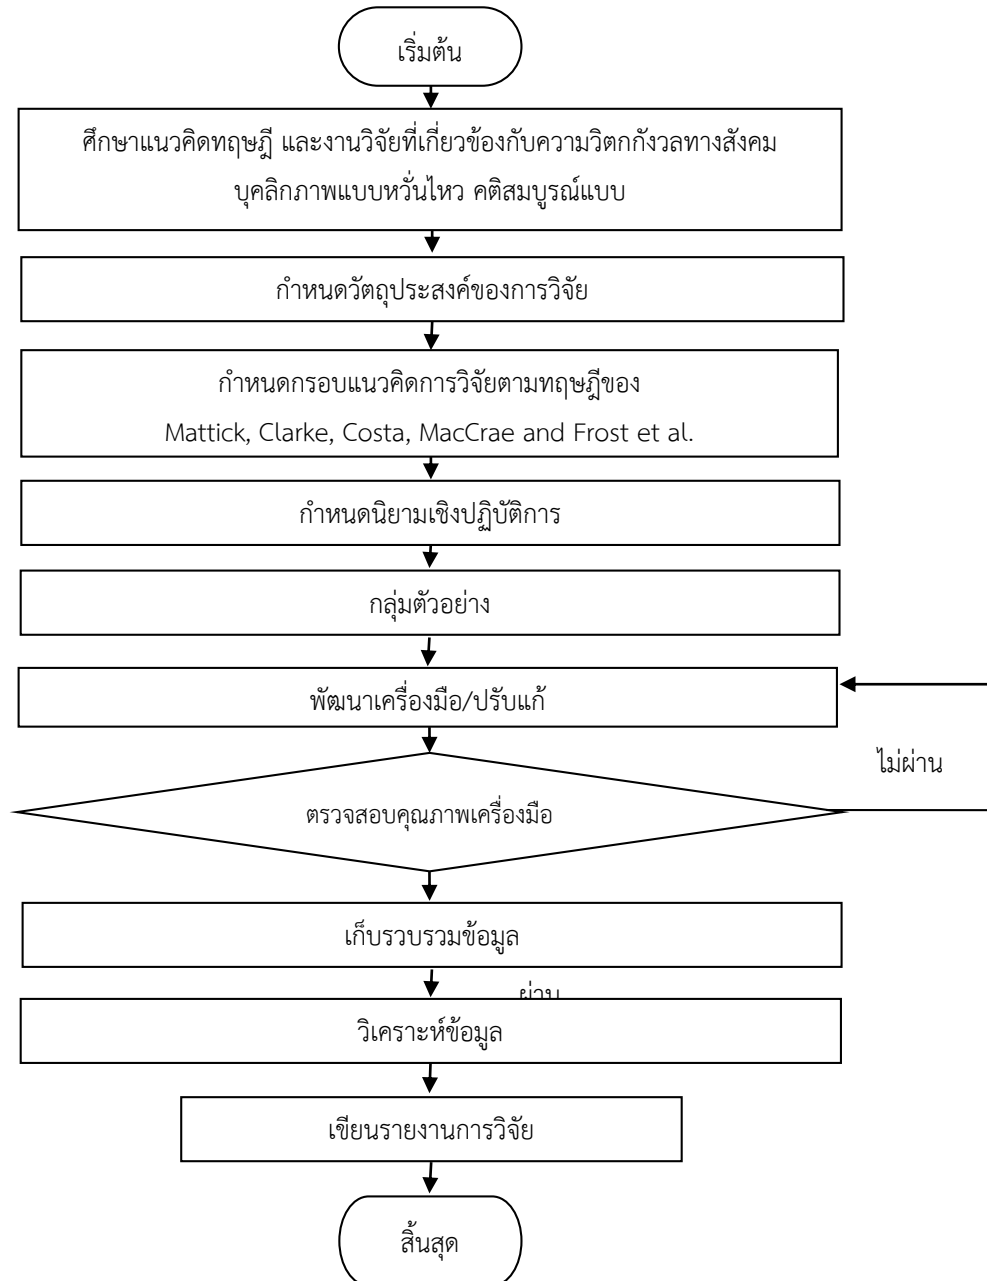 เริ่มต้น
ศึกษาแนวคิดทฤษฎี และงานวิจัยที่เกี่ยวข้องกับความวิตกกังวลทางสังคม
บุคลิกภาพแบบหวั่นไหว คติสมบูรณ์แบบ
กำหนดวัตถุประสงค์ของการวิจัย
กำหนดกรอบแนวคิดการวิจัยตามทฤษฎีของ
Mattick, Clarke, Costa, MacCrae and Frost et al.
กำหนดนิยามเชิงปฏิบัติการ
กลุ่มตัวอย่าง
พัฒนาเครื่องมือ/ปรับแก้
ไม่ผ่าน
ตรวจสอบคุณภาพเครื่องมือ
เก็บรวบรวมข้อมูล
ผ่าน
วิเคราะห์ข้อมูล
เขียนรายงานการวิจัย
สิ้นสุด